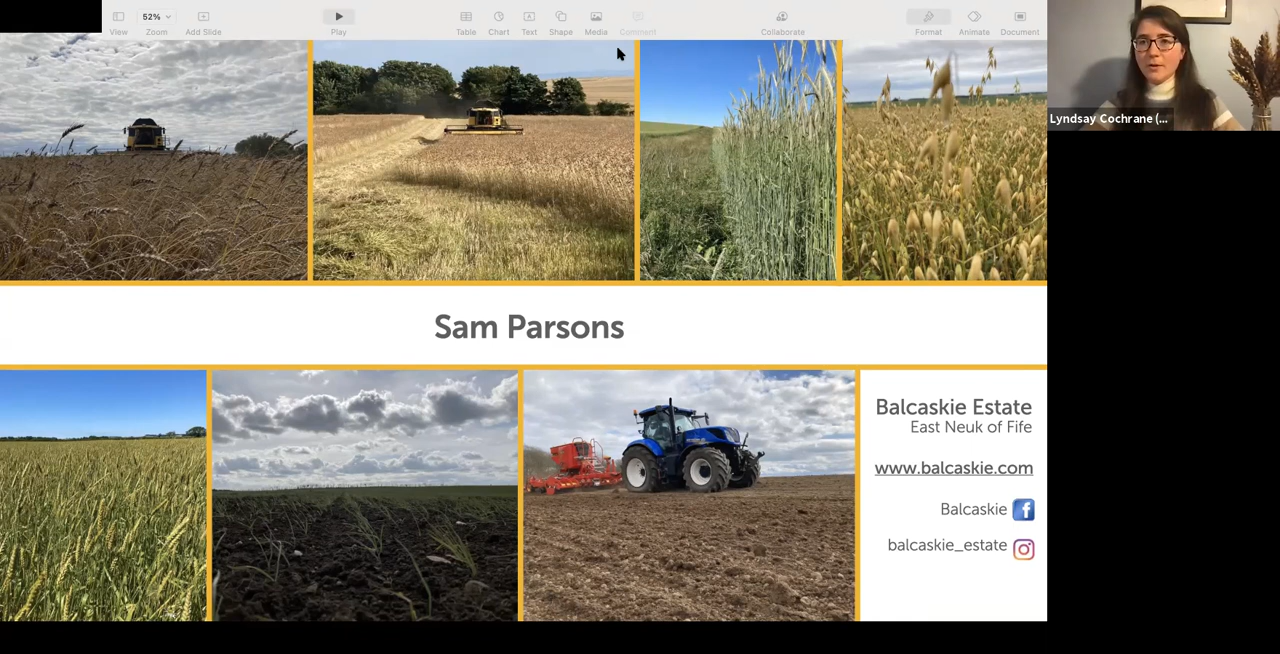 52%
View
Zoom
Add Slide
Play
Table
Chart
Text
Shape
Media
Comment
Collaborate
Format
Animate
Document
Lyndsay Cochrane (...
Sam Parsons
Balcaskie Estate
East Neuk of Fife
www.balcaskie.com
Balcaskie
balcaskie_estate